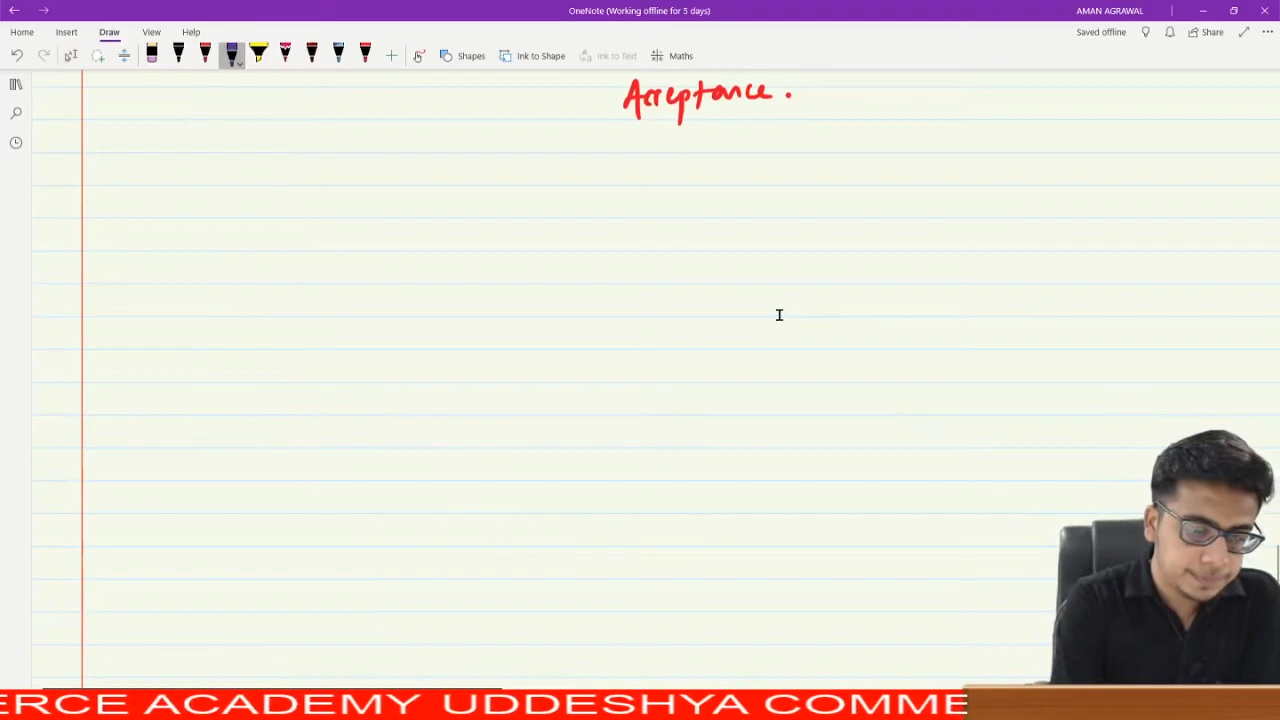 OneNote (Working offline for 5 days)
AMAN AGRAWAL
Home Insert Draw View Help
Saved offline
Share
Shapes
Ink to Shape
Ink to Text
Maths
Acceptance .
ERCE ACADEMY UDDESHYA COMME